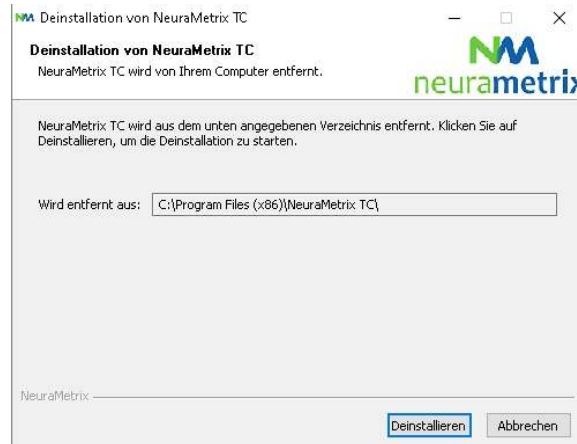 NM Deinstallation von NeuraMetrix TC
Deinstallation von NeuraMetrix TC
NeuraMetrix TC wird von Ihrem Computer entfernt.
NM
neurametrix
NeuraMetrix TC wird aus dem unten angegebenen Verzeichnis entfernt. Klicken Sie auf
Deinstallieren, um die Deinstallation zu starten.
Wird entfernt aus: C:\Program Files (x86)\NeuraMetrix TC\
NeuraMetrix
Deinstallieren Abbrechen